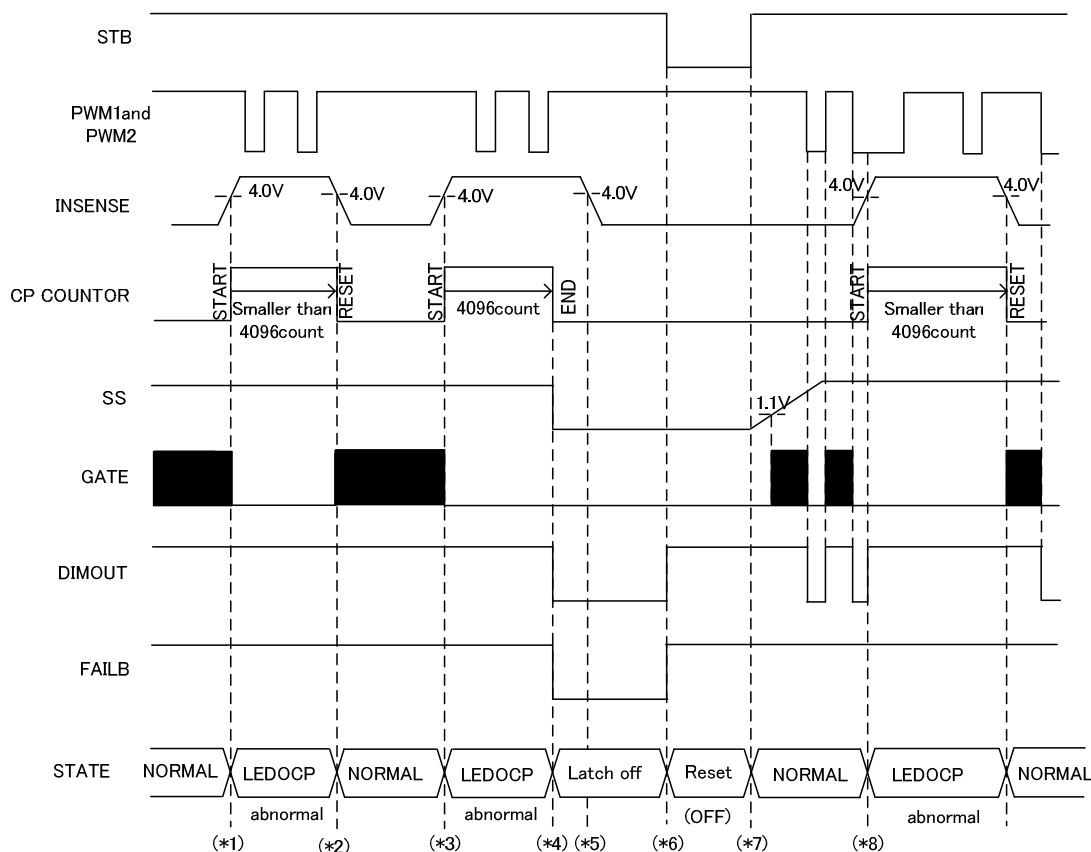 STB
PWM1and
PWM2
INSENSE
4.0V
4.0V
4.0V
4.0V
4.0V
4.0V
CP COUNTOR
START
Smaller than
4096count
RESET
START
4096count
END
START
Smaller than
4096count
RESET
SS
1.1V
GATE
DIMOUT
FAILB
STATE
NORMAL
LEDOCP
NORMAL
LEDOCP
Latch off
Reset
NORMAL
LEDOCP
NORMAL
abnormal
abnormal
(OFF)
abnormal
(*1)
(*2)
(*3)
(*4)
(*5)
(*6)
(*7)
(*8)